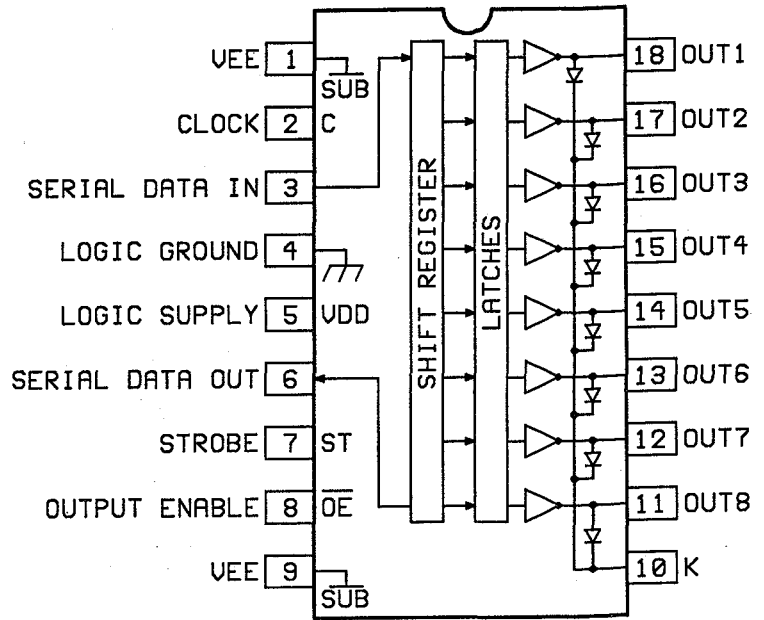 VEE 1 SUB 18 OUT1
CLOCK 2 C 17 OUT2
SERIAL DATA IN 3 16 OUT3
LOGIC GROUND 4 15 OUT4
LOGIC SUPPLY 5 VDD 14 OUT5
SERIAL DATA OUT 6 13 OUT6
STROBE 7 ST 12 OUT7
OUTPUT ENABLE 8 OE 11 OUT8
VEE 9 SUB 10 K
SHIFT REGISTER
LATCHES